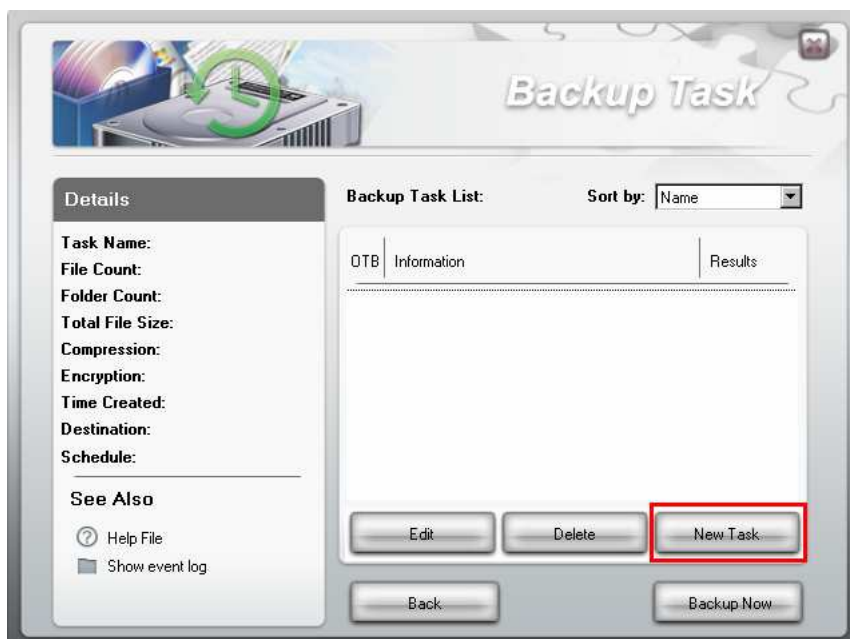 Backup Task
Details
Task Name:
File Count:
Folder Count:
Total File Size:
Compression:
Encryption:
Time Created:
Destination:
Schedule:
See Also
Help File
Show event log
Backup Task List:
Sort by: Name
OTB Information Results
Edit Delete New Task
Back Backup Now